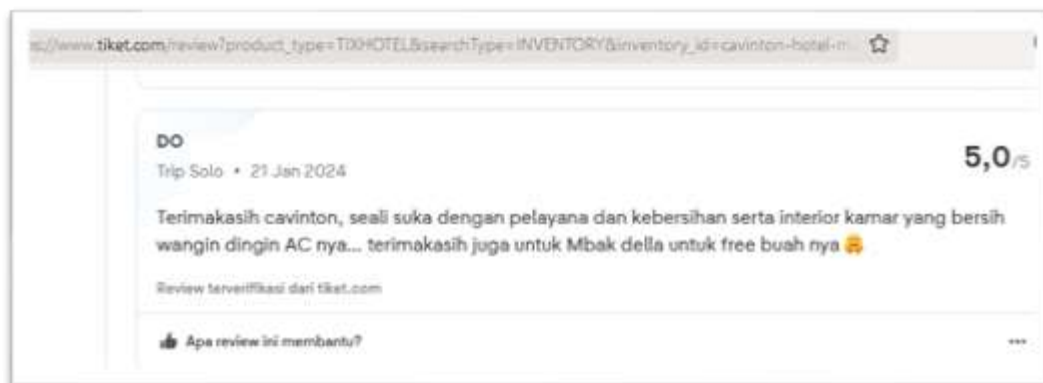 s://www.tiket.com/review?product_type=TIXHOTEL&searchType=INVENTORY&inventory_id=cavinton-hotel-m
DO
Trip Solo • 21 Jan 2024
5,0/5
Terimakasih cavinton, seali suka dengan pelayana dan kebersihan serta interior kamar yang bersih
wangin dingin AC nya... terimakasih juga untuk Mbak della untuk free buah nya 🤗
Review terverifikasi dari tiket.com
Apa review ini membantu?